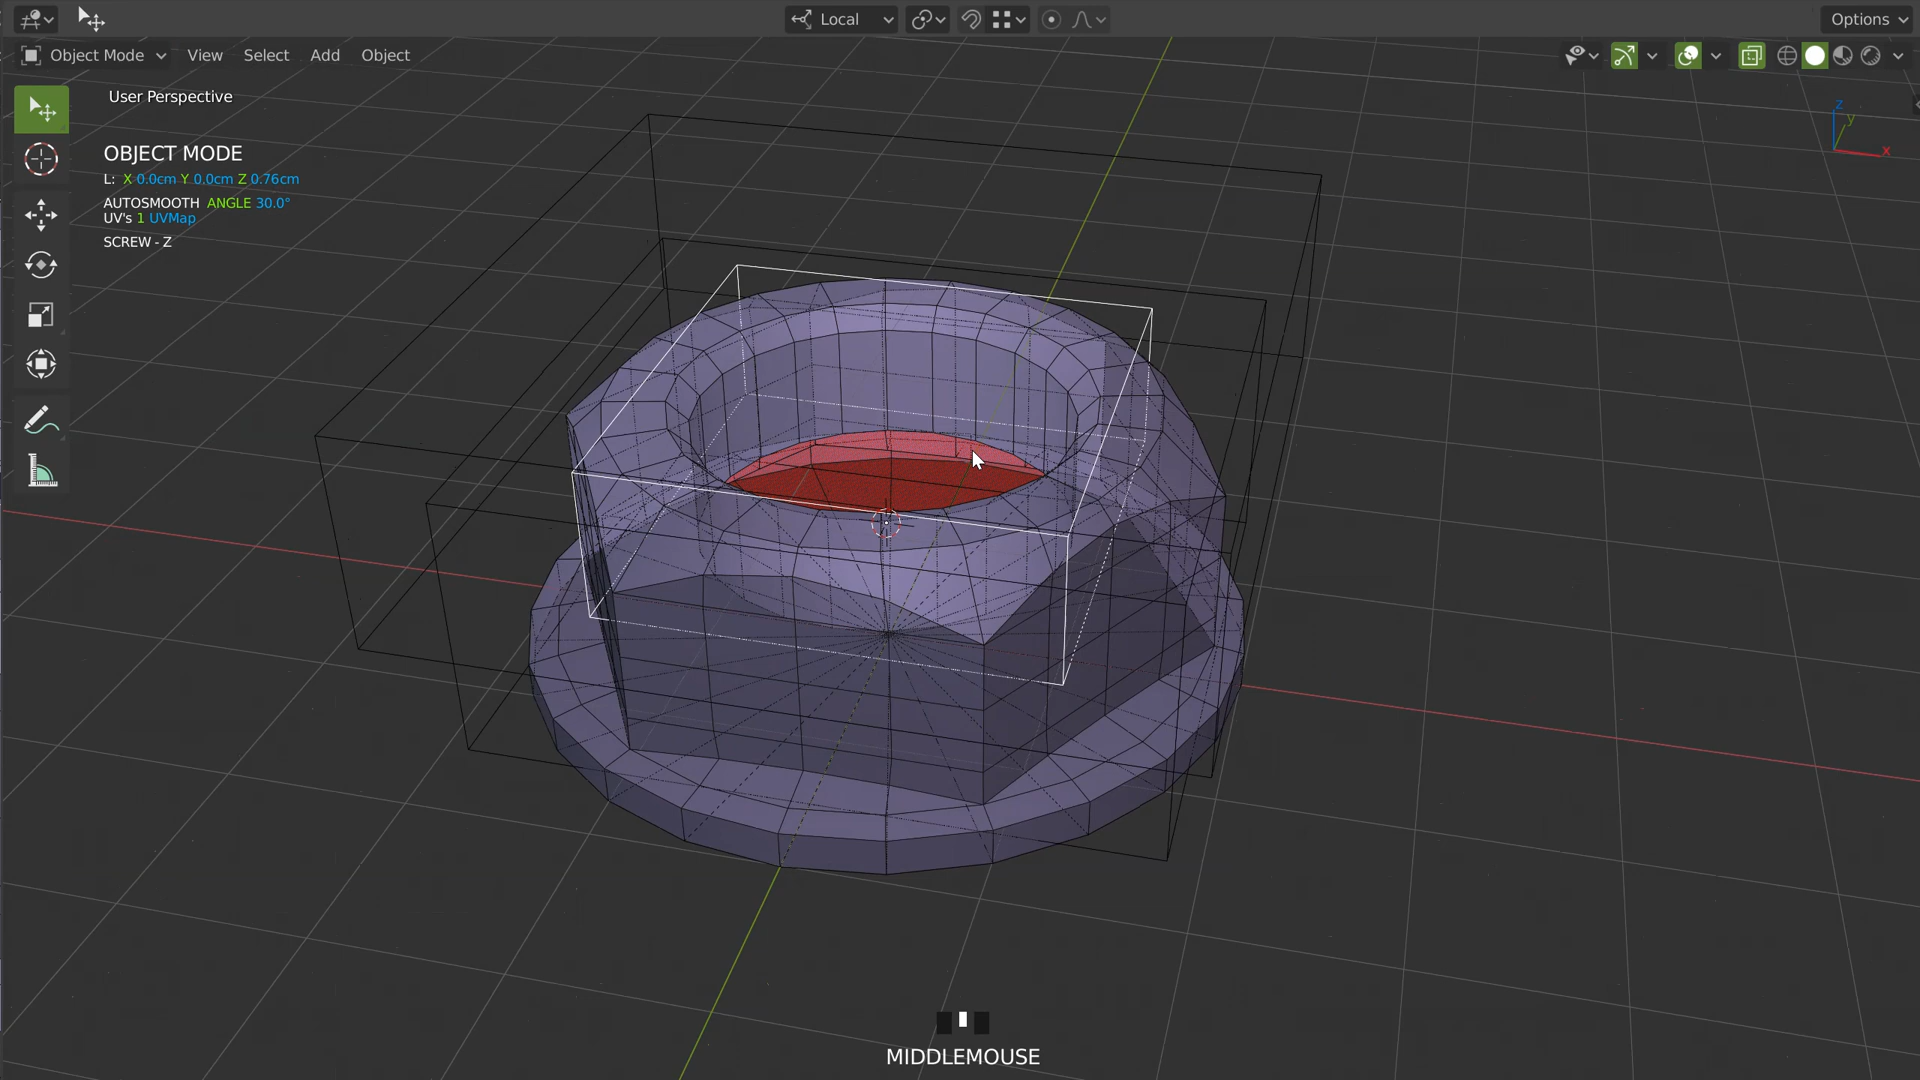 Local
Options
Object Mode View Select Add Object
User Perspective
Z
y
X
OBJECT MODE
L: X 0.0cm Y 0.0cm Z 0.76cm
AUTOSMOOTH ANGLE 30.0°
UV's 1 UVMap
SCREW - Z
MIDDLEMOUSE